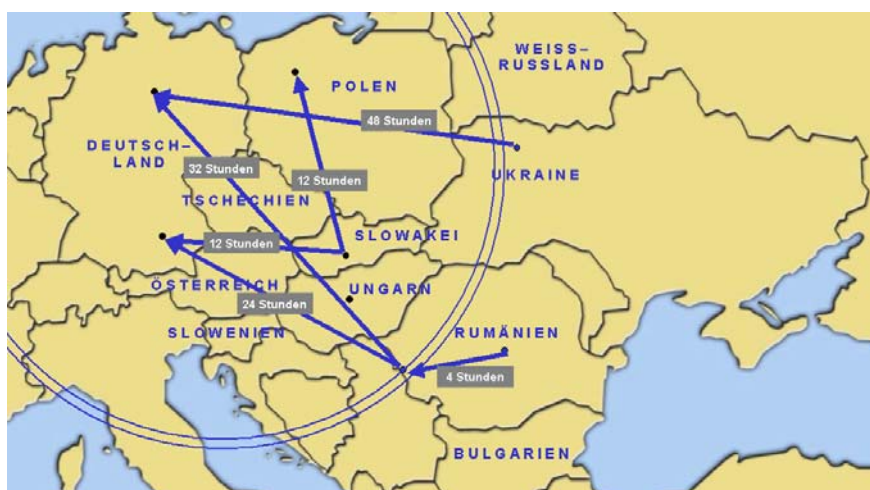 WEISS–
RUSSLAND
POLEN
48 Stunden
DEUTSCH–
LAND
32 Stunden
12 Stunden
UKRAINE
TSCHECHIEN
SLOWAKEI
12 Stunden
ÖSTERREICH
UNGARN
24 Stunden
SLOWENIEN
RUMÄNIEN
4 Stunden
BULGARIEN